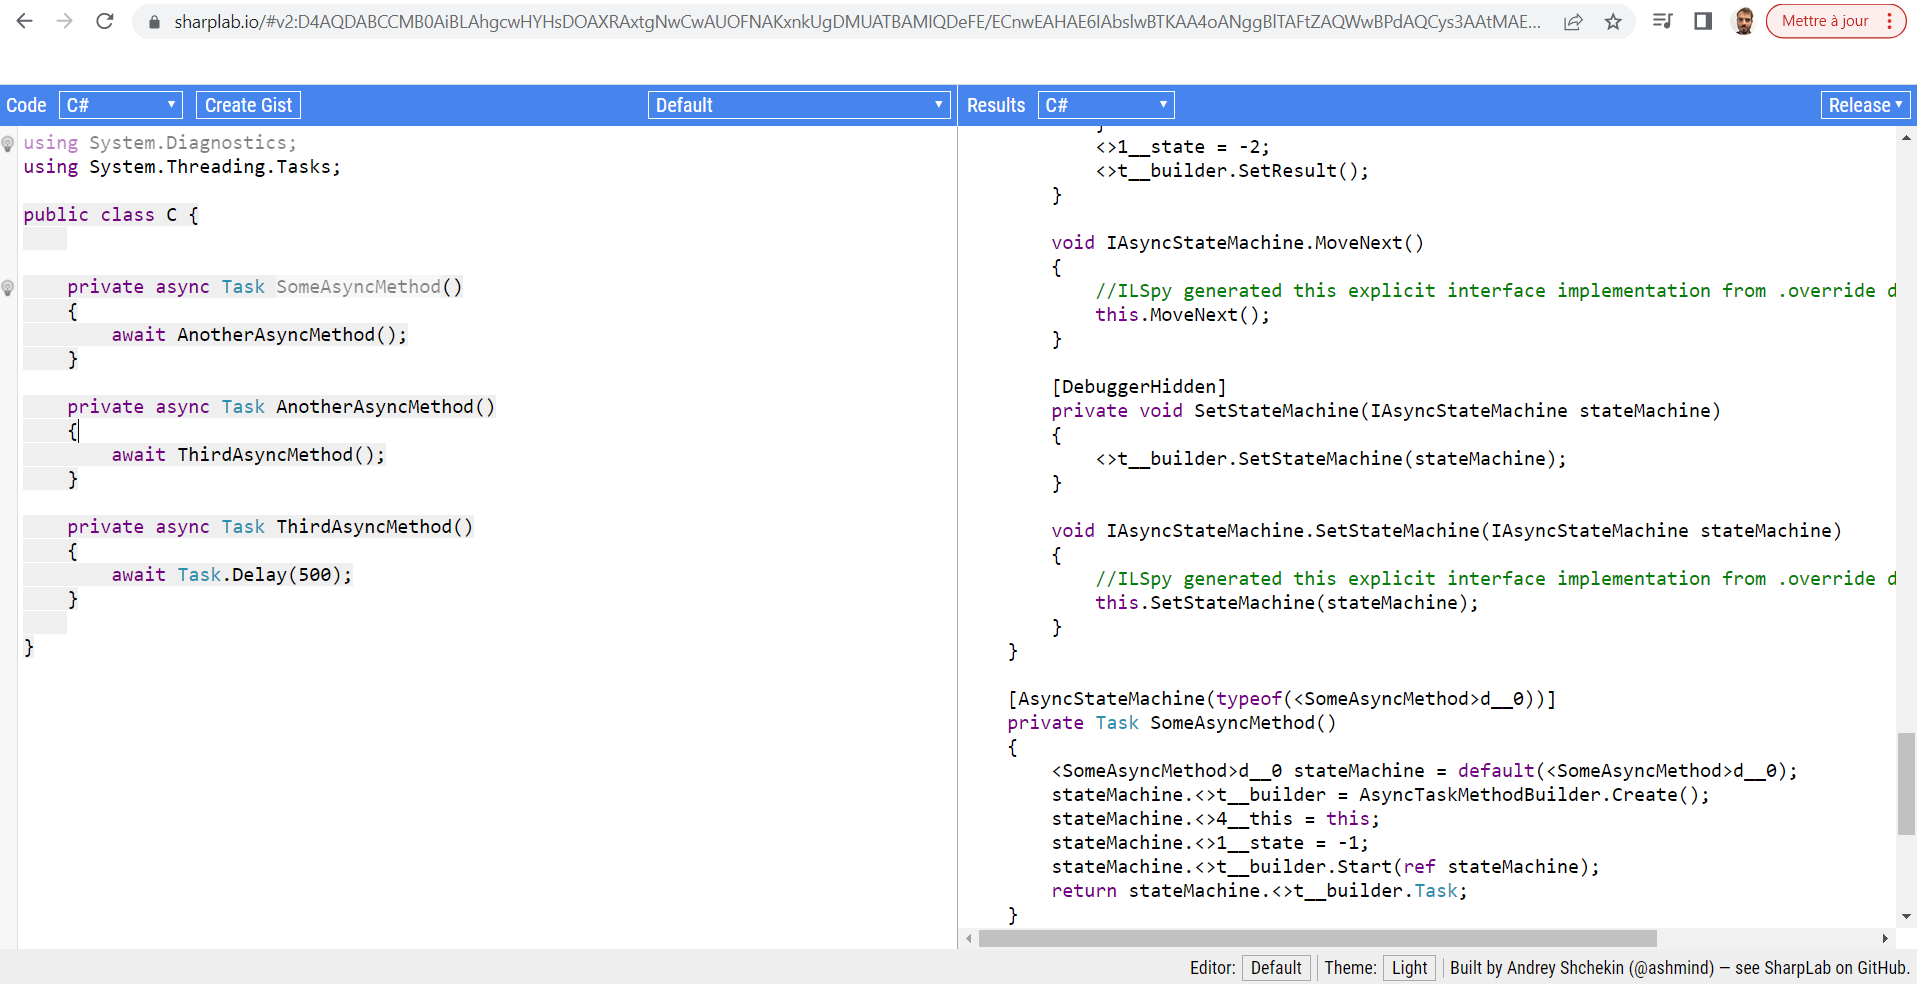 sharplab.io/#v2:D4AQDABCCMB0AiBLAhgcwHYHsDOAXRAxtgNwCwAUOFNAKxnkUgDMUATBAMIQDeFE/ECnwEAHAE6IAbslwBTKAA4oANggBlTAFtZAQWwBPdAQCys3AAtMAE...
Mettre à jour
Code C# Create Gist Default
Results C# Release
using System.Diagnostics;
using System.Threading.Tasks;
public class C {
private async Task SomeAsyncMethod()
{
await AnotherAsyncMethod();
}
private async Task AnotherAsyncMethod()
{
await ThirdAsyncMethod();
}
private async Task ThirdAsyncMethod()
{
await Task.Delay(500);
}
}
}
<>1__state = -2;
<>t__builder.SetResult();
}
void IAsyncStateMachine.MoveNext()
{
//ILSpy generated this explicit interface implementation from .override d
this.MoveNext();
}
[DebuggerHidden]
private void SetStateMachine(IAsyncStateMachine stateMachine)
{
<>t__builder.SetStateMachine(stateMachine);
}
void IAsyncStateMachine.SetStateMachine(IAsyncStateMachine stateMachine)
{
//ILSpy generated this explicit interface implementation from .override d
this.SetStateMachine(stateMachine);
}
}
[AsyncStateMachine(typeof(<SomeAsyncMethod>d__0))]
private Task SomeAsyncMethod()
{
<SomeAsyncMethod>d__0 stateMachine = default(<SomeAsyncMethod>d__0);
stateMachine.<>t__builder = AsyncTaskMethodBuilder.Create();
stateMachine.<>4__this = this;
stateMachine.<>1__state = -1;
stateMachine.<>t__builder.Start(ref stateMachine);
return stateMachine.<>t__builder.Task;
}
Editor: Default Theme: Light Built by Andrey Shchekin (@ashmind) — see SharpLab on GitHub.